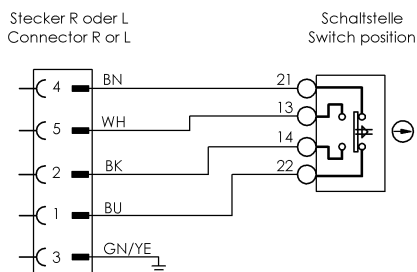 Stecker R oder L
Connector R or L
Schaltstelle
Switch position
4 BN 21
5 WH 13
2 BK 14
1 BU 22
3 GN/YE